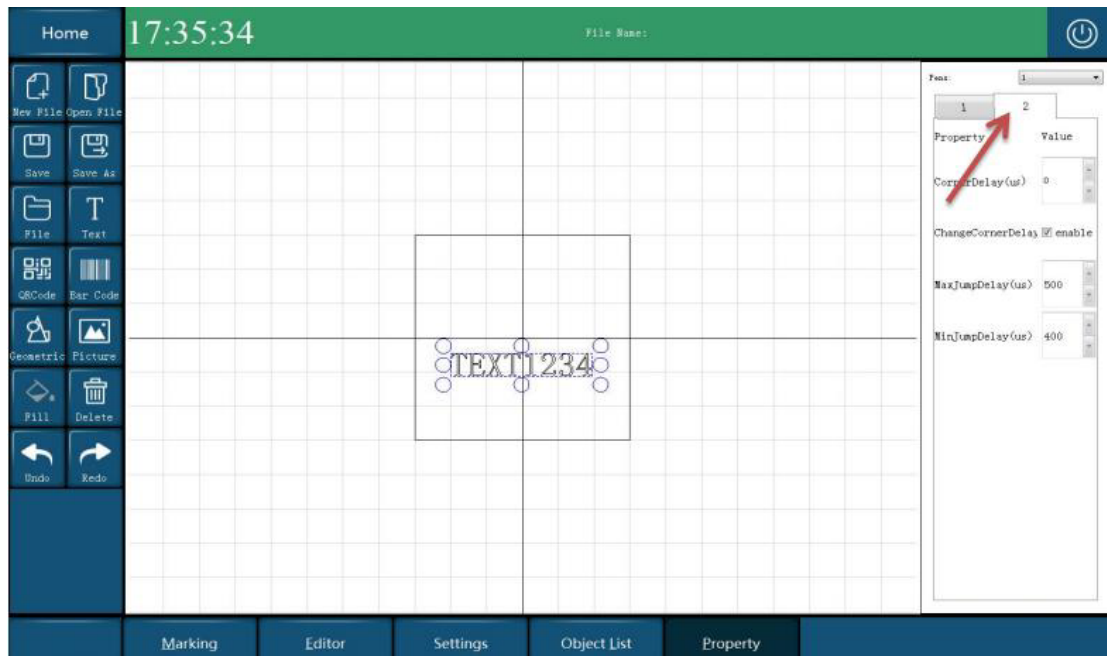 Home
17:35:34
File Name:
New File
Open File
Save
Save As
File
Text
QRCode
Bar Code
Geometric
Picture
Fill
Delete
Undo
Redo
TEXT1234
Pens:
1
1
2
Property
Value
CornerDelay(us)
0
ChangeCornerDelay
enable
MaxJumpDelay(us)
500
MinJumpDelay(us)
400
Marking
Editor
Settings
Object List
Property